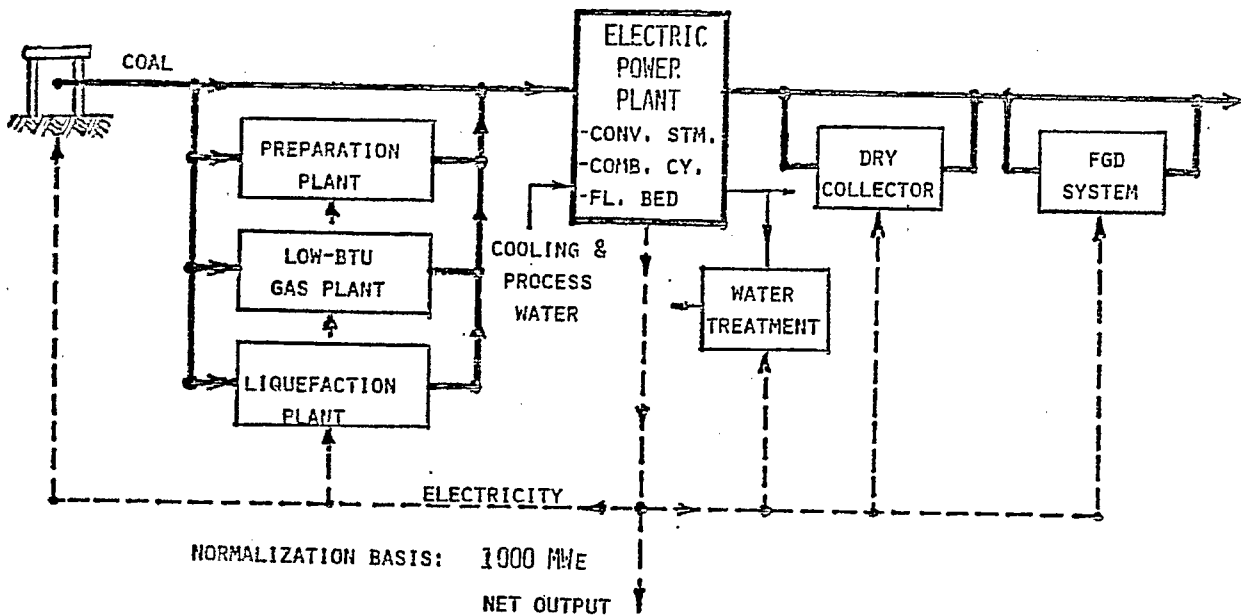 COAL
ELECTRIC
POWER
PLANT
-CONV. STM.
-COMB. CY.
-FL. BED
PREPARATION
PLANT
LOW-BTU
GAS PLANT
LIQUEFACTION
PLANT
COOLING &
PROCESS
WATER
WATER
TREATMENT
DRY
COLLECTOR
FGD
SYSTEM
ELECTRICITY
NORMALIZATION BASIS: 1000 MWE
NET OUTPUT